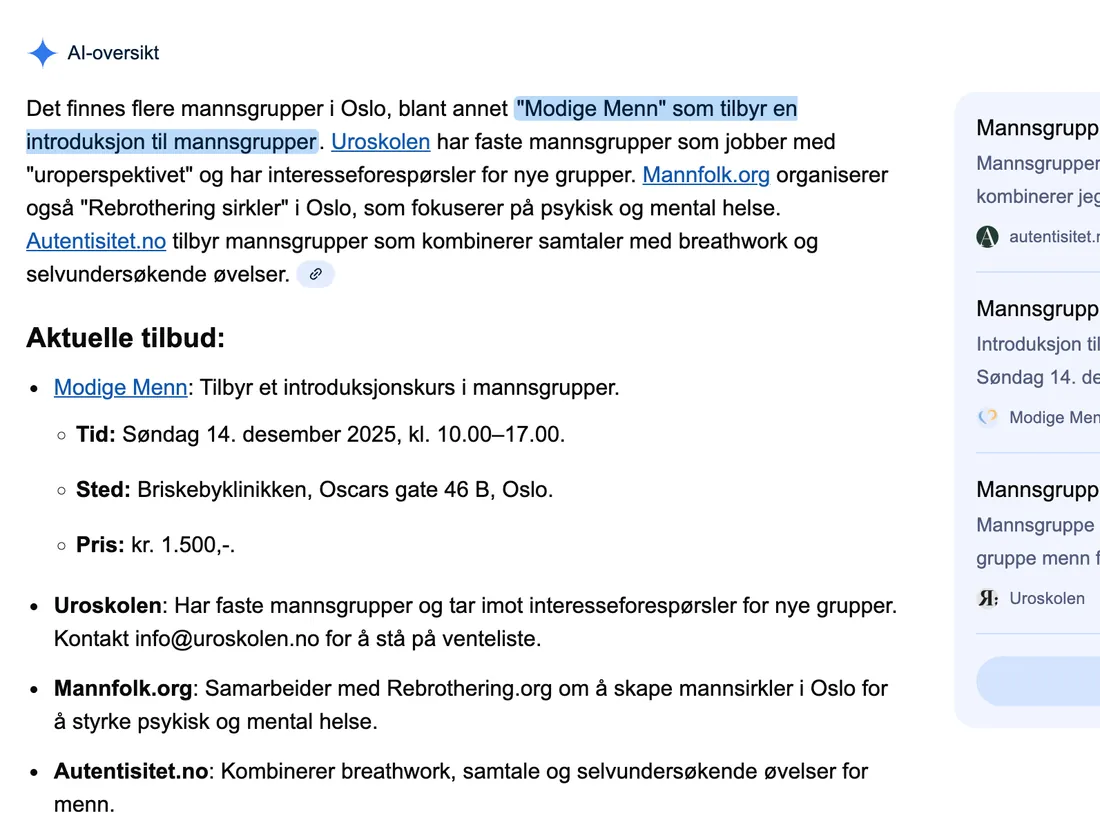 AI-oversikt
Det finnes flere mannsgrupper i Oslo, blant annet "Modige Menn" som tilbyr en
introduksjon til mannsgrupper. Uroskolen har faste mannsgrupper som jobber med
"uroperspektivet" og har interesseforespørsler for nye grupper. Mannfolk.org organiserer
også "Rebrothering sirkler" i Oslo, som fokuserer på psykisk og mental helse.
Autentisitet.no tilbyr mannsgrupper som kombinerer samtaler med breathwork og
selvundersøkende øvelser.
Aktuelle tilbud:
Modige Menn: Tilbyr et introduksjonskurs i mannsgrupper.
Tid: Søndag 14. desember 2025, kl. 10.00–17.00.
Sted: Briskebyklinikken, Oscars gate 46 B, Oslo.
Pris: kr. 1.500,-.
Uroskolen: Har faste mannsgrupper og tar imot interesseforespørsler for nye grupper.
Kontakt info@uroskolen.no for å stå på venteliste.
Mannfolk.org: Samarbeider med Rebrothering.org om å skape mannsirkler i Oslo for
å styrke psykisk og mental helse.
Autentisitet.no: Kombinerer breathwork, samtale og selvundersøkende øvelser for
menn.
Mannsgrupp
Mannsgrupper
kombinerer jeg
autentisitet.n
Mannsgrupp
Introduksjon til
Søndag 14. de
Modige Men
Mannsgrupp
Mannsgruppe
gruppe menn f
Uroskolen